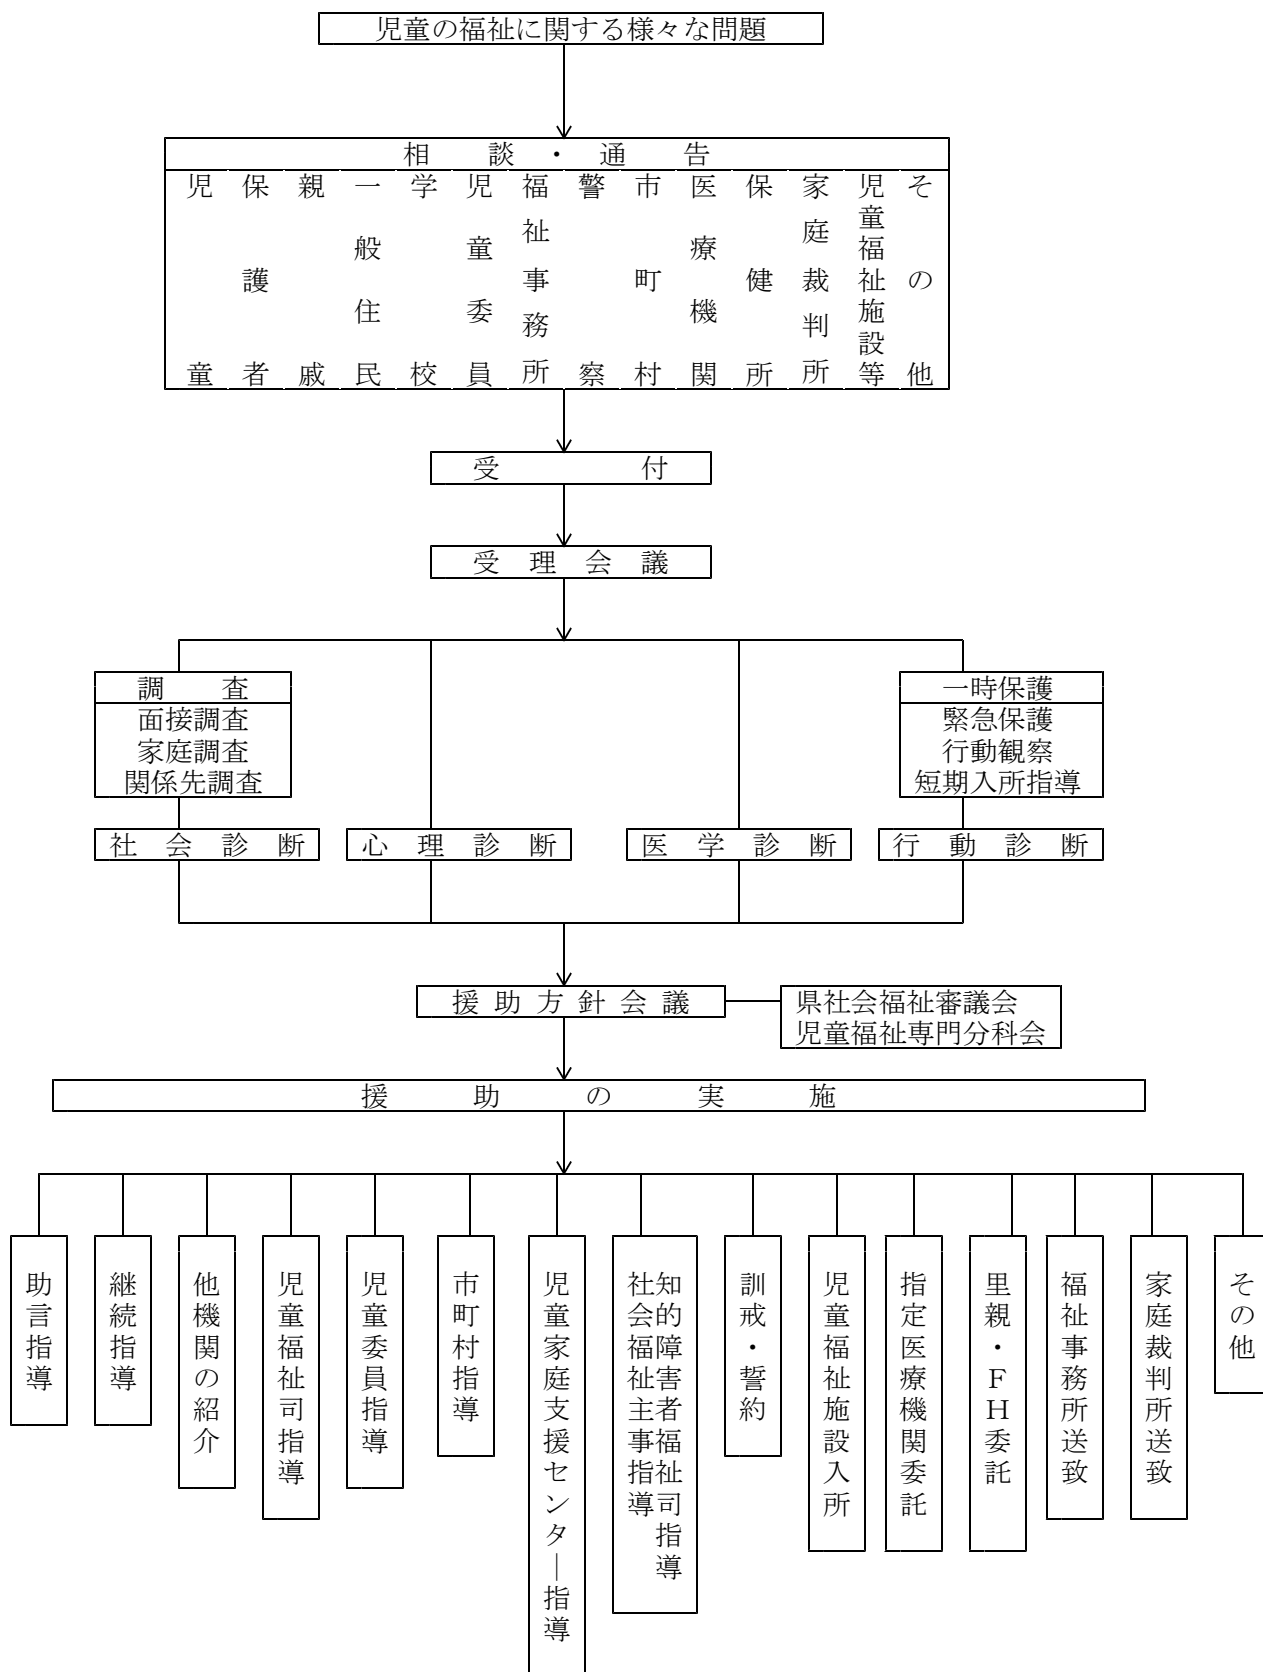 児童の福祉に関する様々な問題
相談・通告
児童
保護者
親戚
一般住民
学校
児童委員
福祉事務所
警察
市町村
医療機関
保健所
家庭裁判所
児童福祉施設等
その他
受付
受理会議
調査
面接調査
家庭調査
関係先調査
一時保護
緊急保護
行動観察
短期入所指導
社会診断
心理診断
医学診断
行動診断
援助方針会議
県社会福祉審議会
児童福祉専門分科会
援助の実施
助言指導
継続指導
他機関の紹介
児童福祉司指導
児童委員指導
市町村指導
児童家庭支援センター指導
知的障害者福祉司指導
社会福祉主事指導
訓戒・誓約
児童福祉施設入所
指定医療機関委託
里親・FH委託
福祉事務所送致
家庭裁判所送致
その他